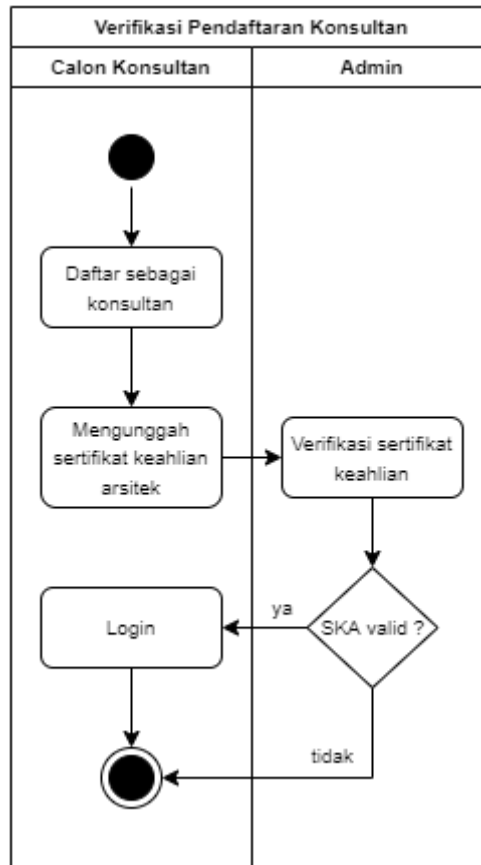 Verifikasi Pendaftaran Konsultan
Calon Konsultan
Admin
Daftar sebagai
konsultan
Mengunggah
sertifikat keahlian
arsitek
Verifikasi sertifikat
keahlian
SKA valid ?
ya
Login
tidak